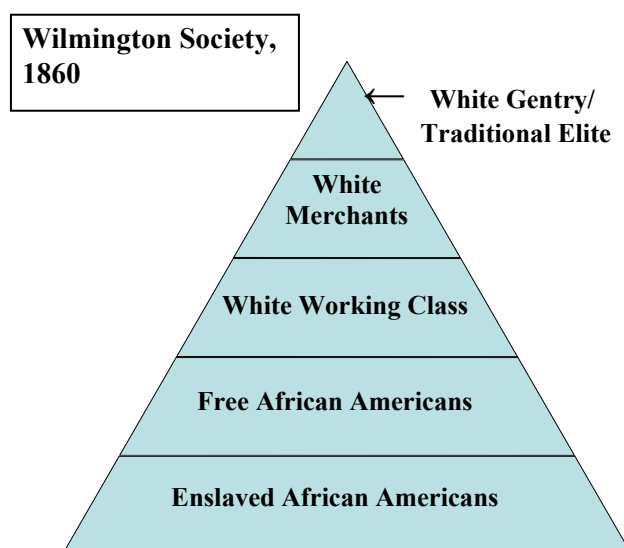 Wilmington Society,
1860
White Gentry/
Traditional Elite
White
Merchants
White Working Class
Free African Americans
Enslaved African Americans